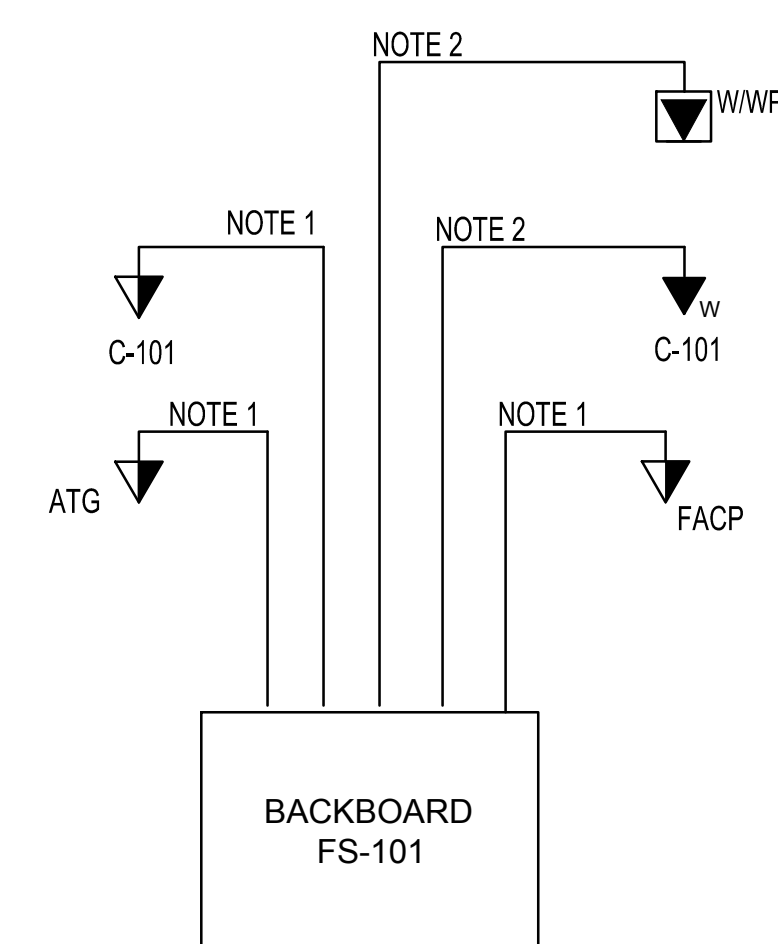 NOTE 2
W/WP
NOTE 1
NOTE 2
C-101
W
C-101
NOTE 1
NOTE 1
ATG
FACP
BACKBOARD
FS-101